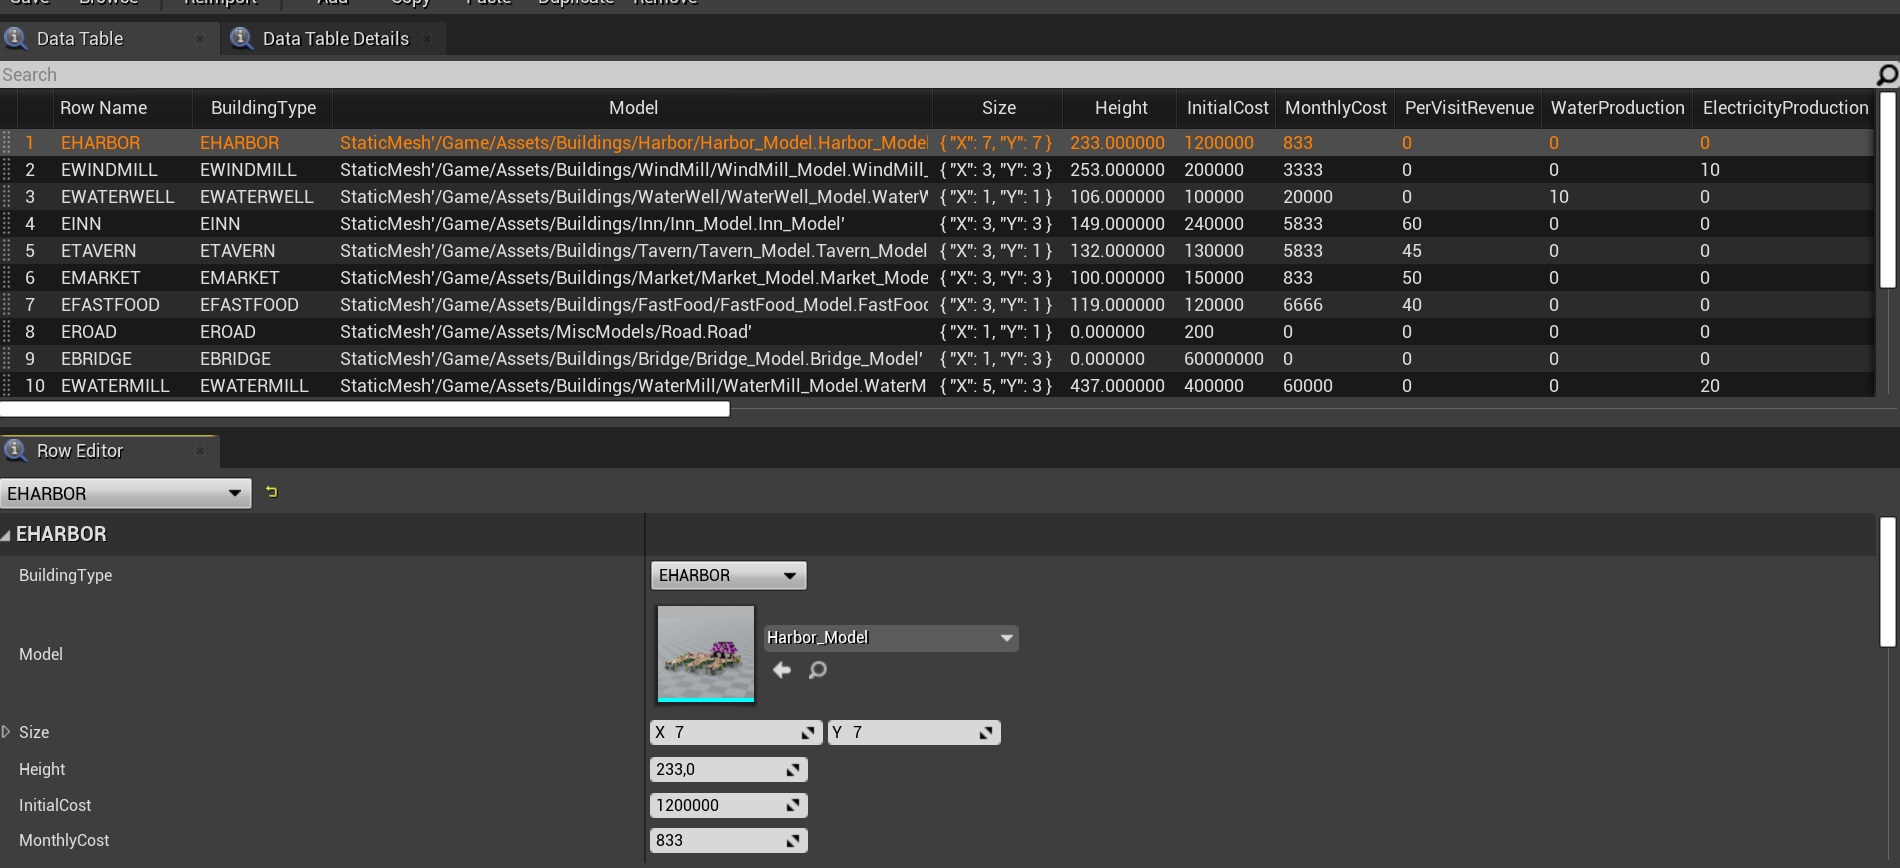 Save Browse Reimport Add Copy Paste Duplicate Remove
Data Table Data Table Details
Search
Row Name BuildingType Model Size Height InitialCost MonthlyCost PerVisitRevenue WaterProduction ElectricityProduction
1 EHARBOR EHARBOR StaticMesh'/Game/Assets/Buildings/Harbor/Harbor_Model.Harbor_Model { "X": 7, "Y": 7 } 233.000000 1200000 833 0 0 0
2 EWINDMILL EWINDMILL StaticMesh'/Game/Assets/Buildings/WindMill/WindMill_Model.WindMill_ { "X": 3, "Y": 3 } 253.000000 200000 3333 0 0 10
3 EWATERWELL EWATERWELL StaticMesh'/Game/Assets/Buildings/WaterWell/WaterWell_Model.WaterW { "X": 1, "Y": 1 } 106.000000 100000 20000 0 10 0
4 EINN EINN StaticMesh'/Game/Assets/Buildings/Inn/Inn_Model.Inn_Model' { "X": 3, "Y": 3 } 149.000000 240000 5833 60 0 0
5 ETAVERN ETAVERN StaticMesh'/Game/Assets/Buildings/Tavern/Tavern_Model.Tavern_Model { "X": 3, "Y": 1 } 132.000000 130000 5833 45 0 0
6 EMARKET EMARKET StaticMesh'/Game/Assets/Buildings/Market/Market_Model.Market_Mode { "X": 3, "Y": 3 } 100.000000 150000 833 50 0 0
7 EFASTFOOD EFASTFOOD StaticMesh'/Game/Assets/Buildings/FastFood/FastFood_Model.FastFood { "X": 3, "Y": 1 } 119.000000 120000 6666 40 0 0
8 EROAD EROAD StaticMesh'/Game/Assets/MiscModels/Road.Road' { "X": 1, "Y": 1 } 0.000000 200 0 0 0 0
9 EBRIDGE EBRIDGE StaticMesh'/Game/Assets/Buildings/Bridge/Bridge_Model.Bridge_Model' { "X": 1, "Y": 3 } 0.000000 60000000 0 0 0 0
10 EWATERMILL EWATERMILL StaticMesh'/Game/Assets/Buildings/WaterMill/WaterMill_Model.WaterM { "X": 5, "Y": 3 } 437.000000 400000 60000 0 0 20
Row Editor
EHARBOR
EHARBOR
BuildingType EHARBOR
Model Harbor_Model
Size X 7 Y 7
Height 233,0
InitialCost 1200000
MonthlyCost 833